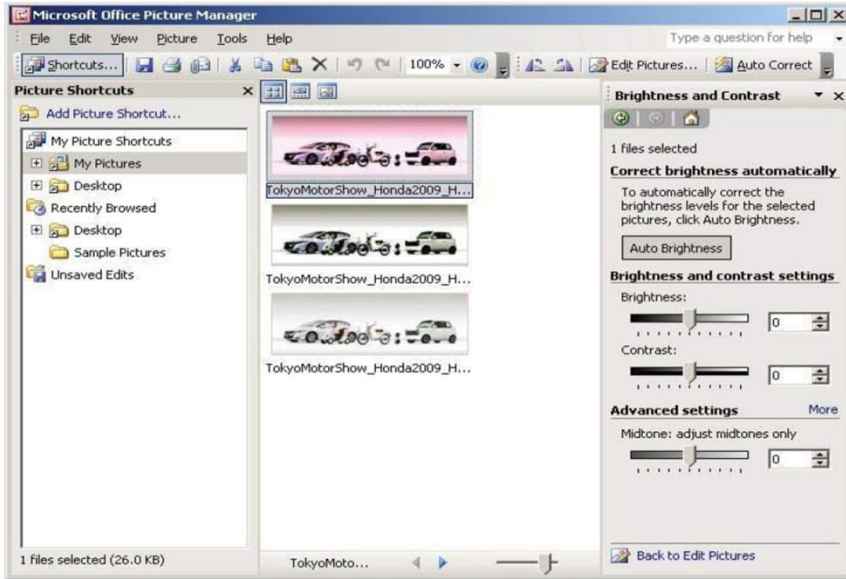 Microsoft Office Picture Manager
File Edit View Picture Tools Help Type a question for help
Shortcuts... 100% Edit Pictures... Auto Correct
Picture Shortcuts
Add Picture Shortcut...
My Picture Shortcuts
My Pictures
Desktop
Recently Browsed
Desktop
Sample Pictures
Unsaved Edits
1 files selected (26.0 KB)
TokyoMotorShow_Honda2009_H...
TokyoMotorShow_Honda2009_H...
TokyoMotorShow_Honda2009_H...
TokyoMoto...
Brightness and Contrast
1 files selected
Correct brightness automatically
To automatically correct the
brightness levels for the selected
pictures, click Auto Brightness.
Auto Brightness
Brightness and contrast settings
Brightness:
0
Contrast:
0
Advanced settings More
Midtone: adjust midtones only
0
Back to Edit Pictures